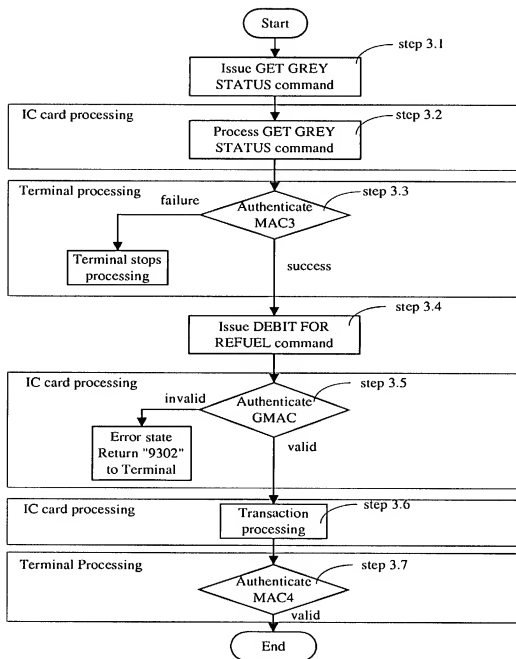 Start
step 3.1
Issue GET GREY
STATUS command
IC card processing
step 3.2
Process GET GREY
STATUS command
Terminal processing
step 3.3
failure
Authenticate
MAC3
Terminal stops
processing
success
step 3.4
Issue DEBIT FOR
REFUEL command
IC card processing
step 3.5
invalid
Authenticate
GMAC
Error state
Return "9302"
to Terminal
valid
IC card processing
step 3.6
Transaction
processing
Terminal Processing
step 3.7
Authenticate
MAC4
valid
End